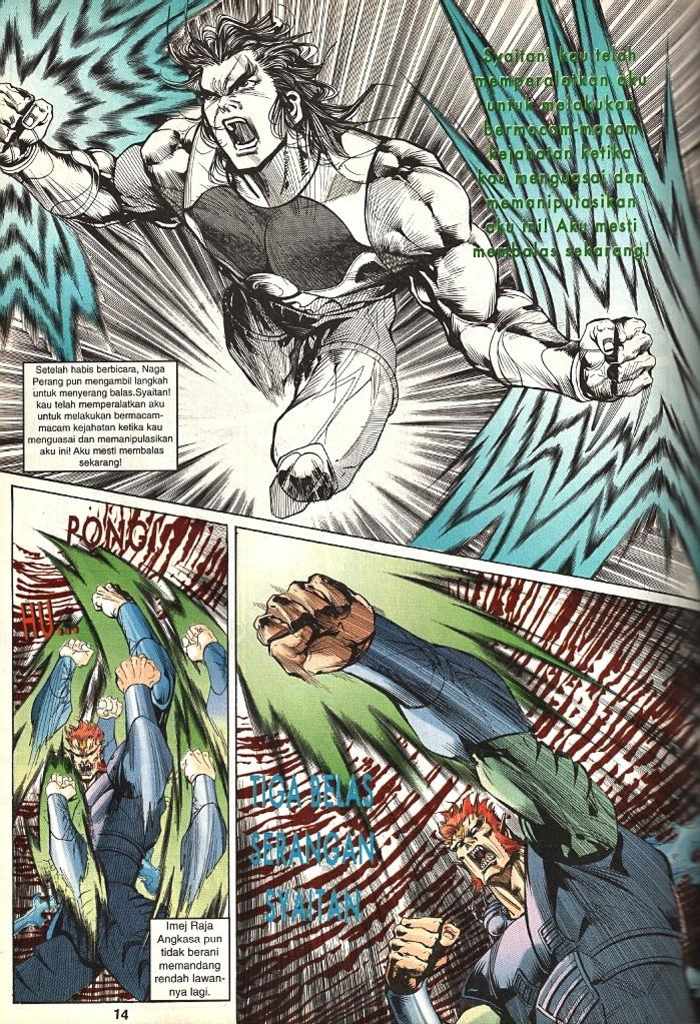 Syaitan! kau telah
memperalatkan aku
untuk melakukan
bermacam-macam
kejahatan ketika
kau menguasai dan
memanipulasikan
aku ini! Aku mesti
membalas sekarang!
Setelah habis berbicara, Naga
Perang pun mengambil langkah
untuk menyerang balas.Syaitan!
kau telah memperalatkan aku
untuk melakukan bermacam-
macam kejahatan ketika kau
menguasai dan memanipulasikan
aku ini! Aku mesti membalas
sekarang!
PONG!
HU...
TIGA BELAS
SERANGAN
SYAITAN
Imej Raja
Angkasa pun
tidak berani
memandang
rendah lawan-
nya lagi.
14